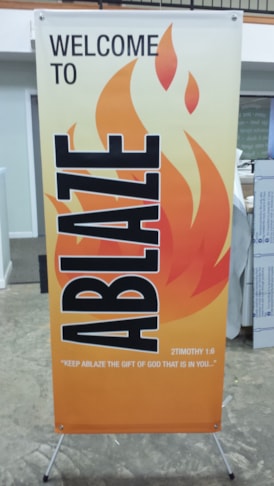 WELCOME
TO
ABLAZE
2TIMOTHY 1:6
"KEEP ABLAZE THE GIFT OF GOD THAT IS IN YOU..."